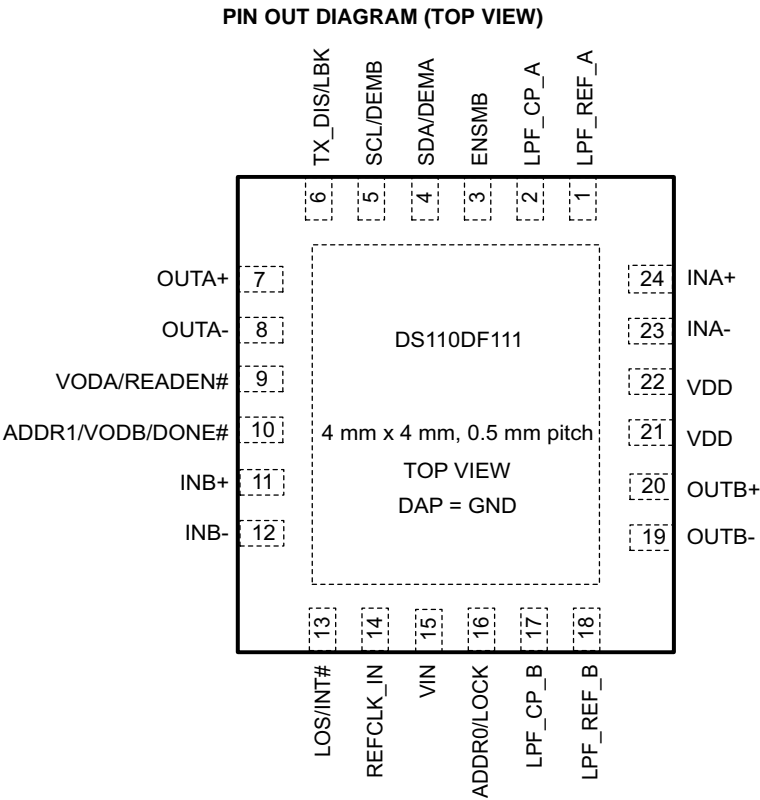 PIN OUT DIAGRAM (TOP VIEW)
TX_DIS/LBK
SCL/DEMB
SDA/DEMA
ENSMB
LPF_CP_A
LPF_REF_A
6
5
4
3
2
1
OUTA+ 7
24 INA+
OUTA- 8
23 INA-
VODA/READEN# 9
22 VDD
ADDR1/VODB/DONE# 10
21 VDD
INB+ 11
20 OUTB+
INB- 12
19 OUTB-
DS110DF111
4 mm x 4 mm, 0.5 mm pitch
TOP VIEW
DAP = GND
13
14
15
16
17
18
LOS/INT#
REFCLK_IN
VIN
ADDR0/LOCK
LPF_CP_B
LPF_REF_B